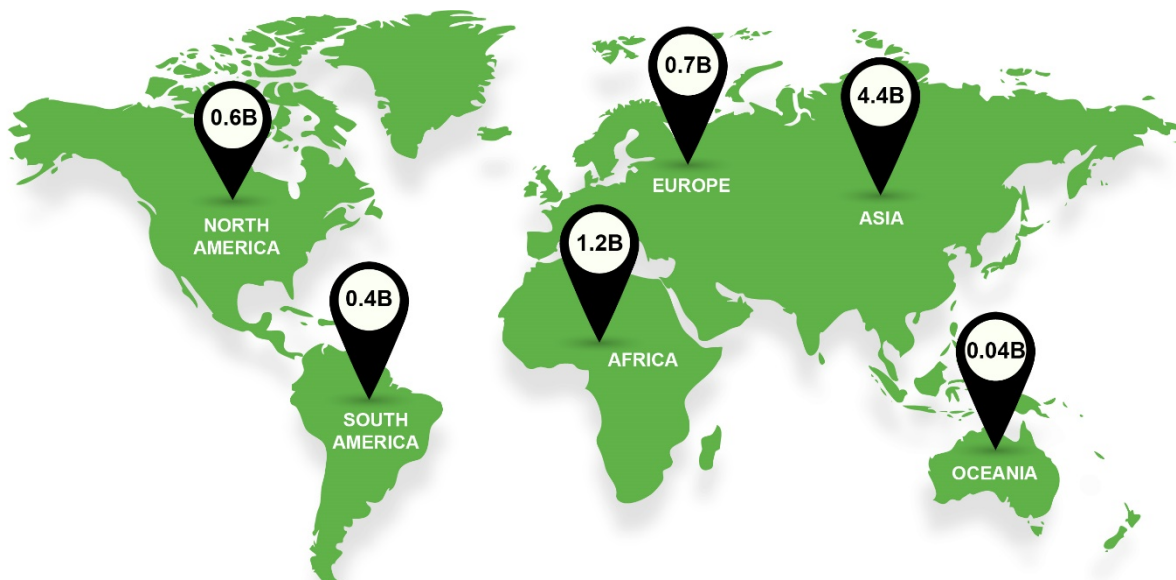 0.6B
NORTH
AMERICA
0.4B
SOUTH
AMERICA
0.7B
EUROPE
1.2B
AFRICA
4.4B
ASIA
0.04B
OCEANIA